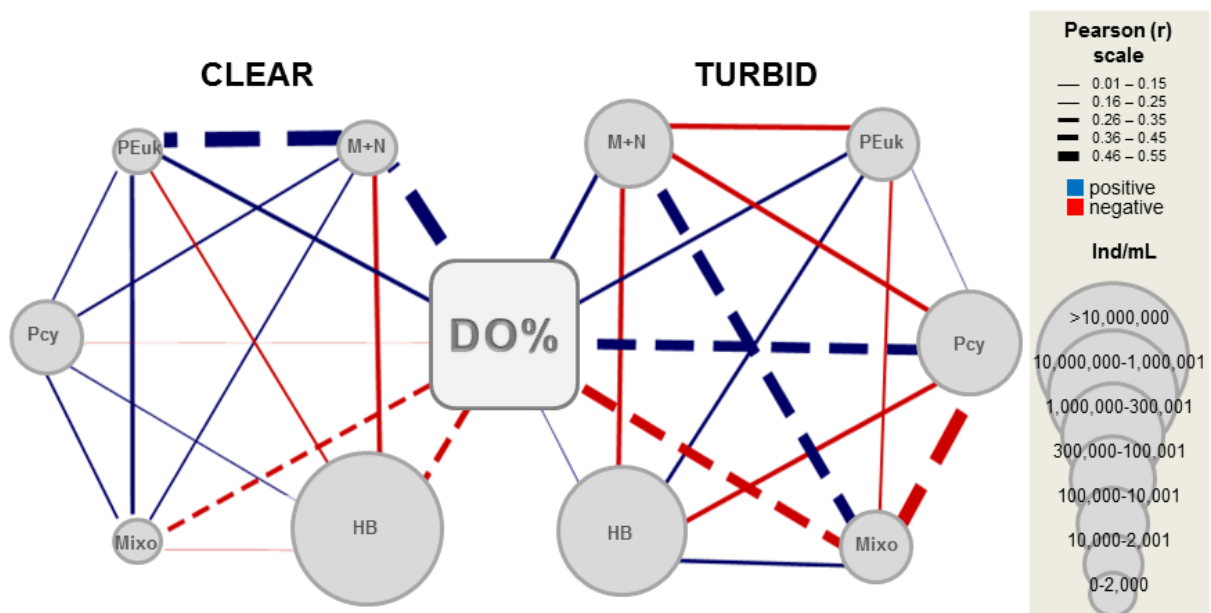 CLEAR
TURBID
PEuk
M+N
Pcy
Mixo
HB
DO%
M+N
PEuk
Pcy
HB
Mixo
Pearson (r)
scale
0.01 – 0.15
0.16 – 0.25
0.26 – 0.35
0.36 – 0.45
0.46 – 0.55
positive
negative
Ind/mL
>10,000,000
10,000,000-1,000,001
1,000,000-300,001
300,000-100,001
100,000-10,001
10,000-2,001
0-2,000